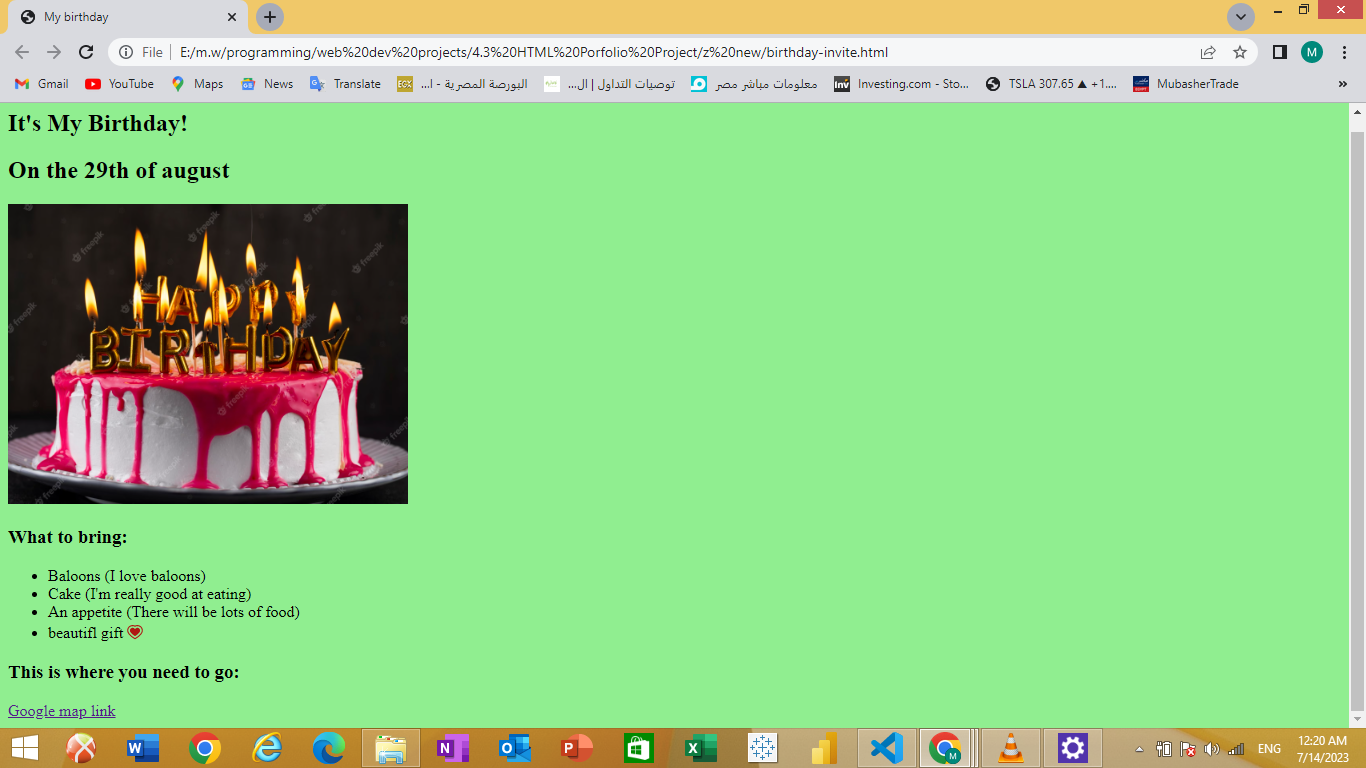 My birthday
File
E:/m.w/programming/web%20dev%20projects/4.3%20HTML%20Porfolio%20Project/z%20new/birthday-invite.html
M
Gmail
YouTube
Maps
News
Translate
EGX
البورصة المصرية - ا...
توصيات التداول | ال...
معلومات مباشر مصر
Inv
Investing.com - Sto...
TSLA 307.65 ▲ +1....
MubasherTrade
»
It's My Birthday!
On the 29th of august
HAPPY
BIRTHDAY
freepik
What to bring:
Baloons (I love baloons)
Cake (I'm really good at eating)
An appetite (There will be lots of food)
beautifl gift
This is where you need to go:
Google map link
ENG
12:20 AM
7/14/2023